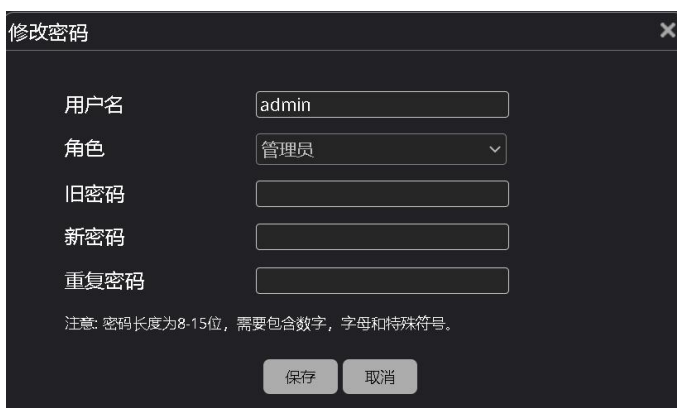 修改密码
用户名 admin
角色 管理员
旧密码
新密码
重复密码
注意: 密码长度为8-15位，需要包含数字，字母和特殊符号。
保存 取消